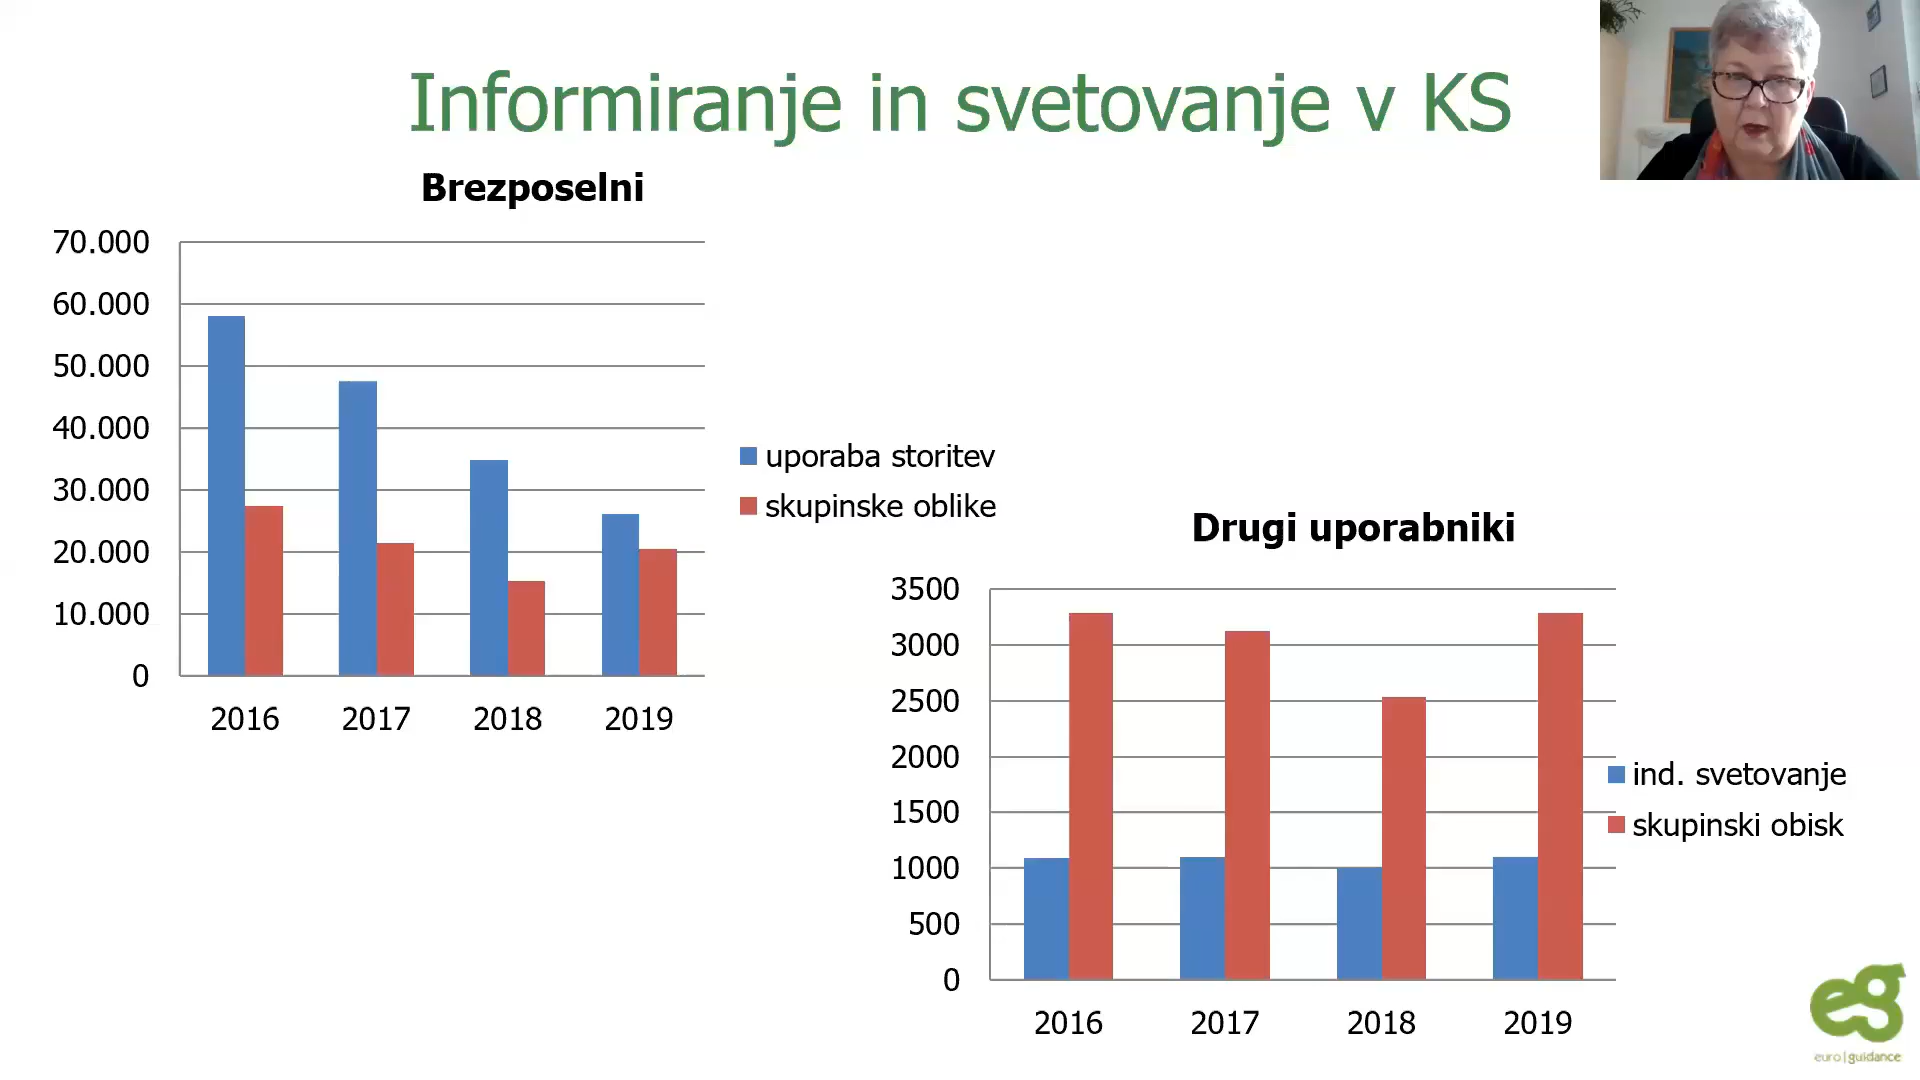 Informiranje in svetovanje v KS
Brezposelni
70.000
60.000
50.000
40.000
30.000
20.000
10.000
0
2016 2017 2018 2019
uporaba storitev
skupinske oblike
Drugi uporabniki
3500
3000
2500
2000
1500
1000
500
0
2016 2017 2018 2019
ind. svetovanje
skupinski obisk
eg
euro|guidance